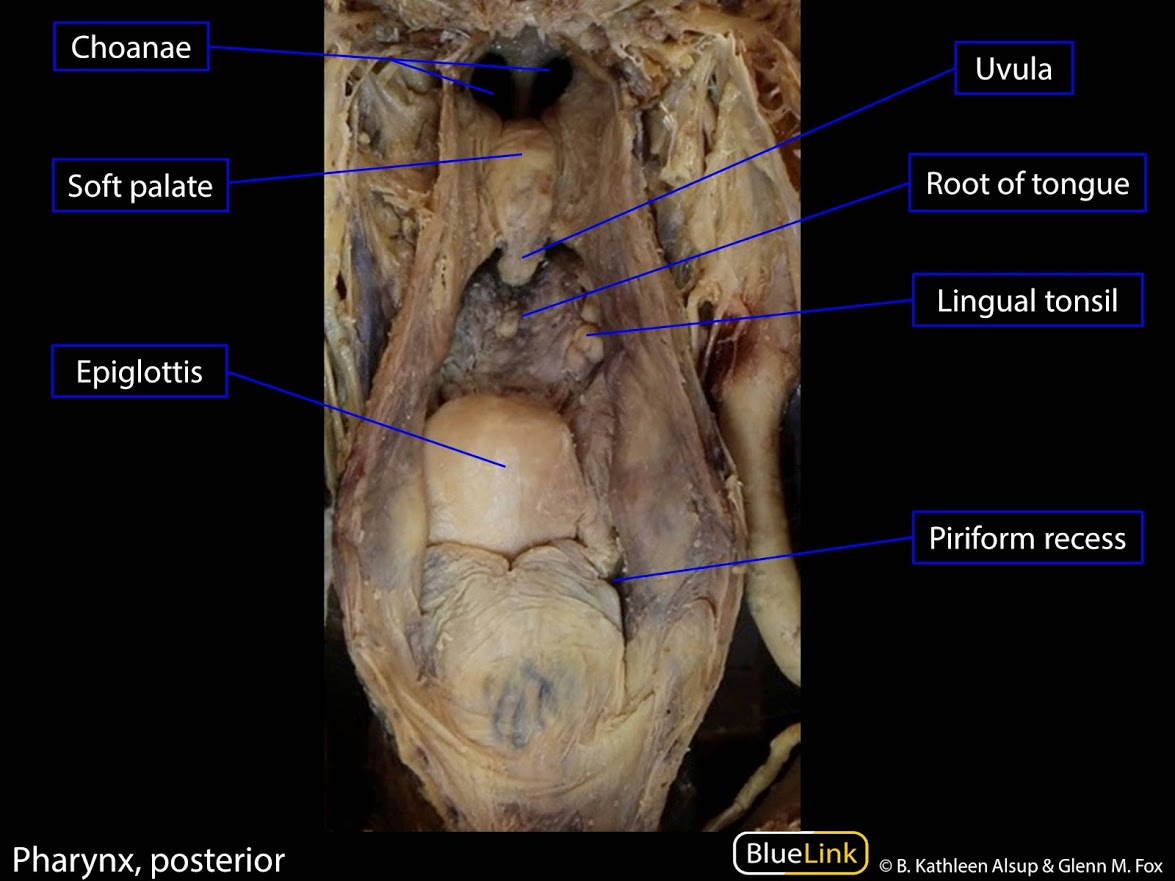 Choanae
Uvula
Soft palate
Root of tongue
Lingual tonsil
Epiglottis
Piriform recess
Pharynx, posterior
BlueLink
© B. Kathleen Alsup & Glenn M. Fox